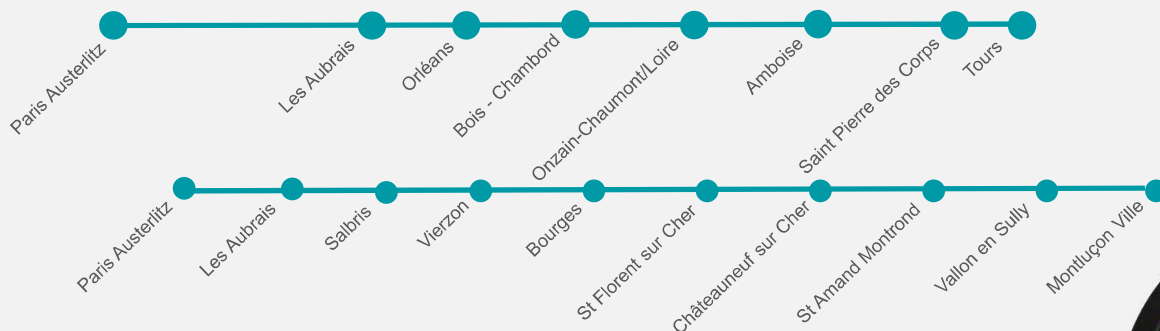 Paris Austerlitz
Les Aubrais
Orléans
Bois - Chambord
Onzain-Chaumont/Loire
Amboise
Saint Pierre des Corps
Tours
Paris Austerlitz
Les Aubrais
Salbris
Vierzon
Bourges
St Florent sur Cher
Châteauneuf sur Cher
St Amand Montrond
Vallon en Sully
Montluçon Ville